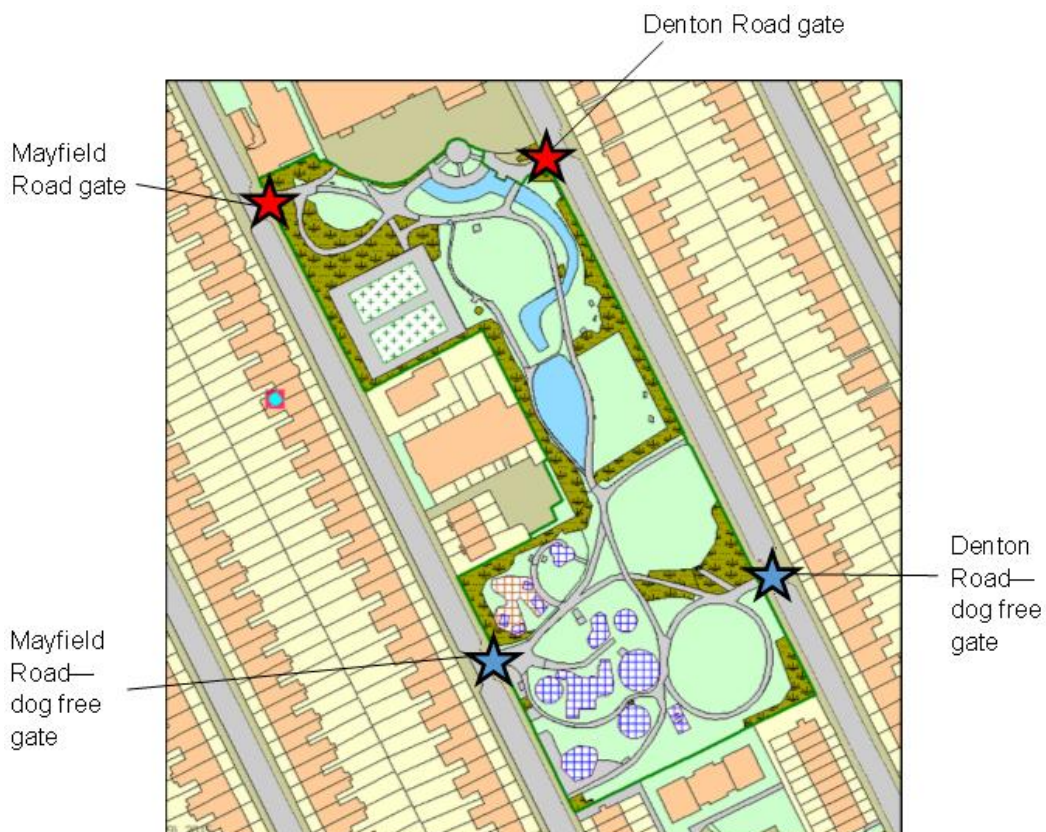 Denton Road gate
Mayfield
Road gate
Denton
Road—
dog free
gate
Mayfield
Road—
dog free
gate